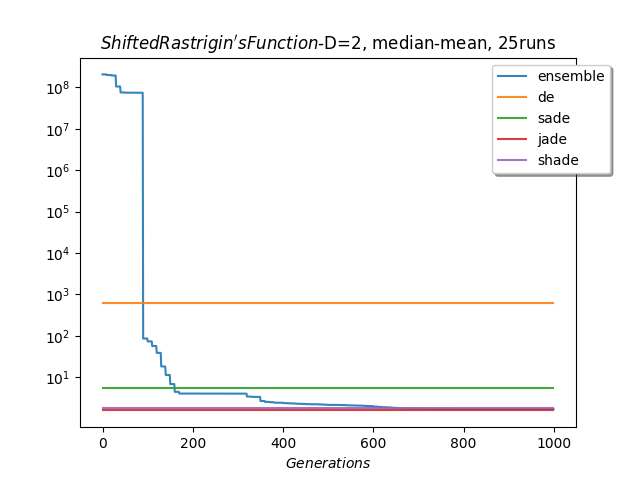 ShiftedRastrigin'sFunction-D=2, median-mean, 25runs
ensemble
de
sade
jade
shade
10^8
10^7
10^6
10^5
10^4
10^3
10^2
10^1
0 200 400 600 800 1000
Generations